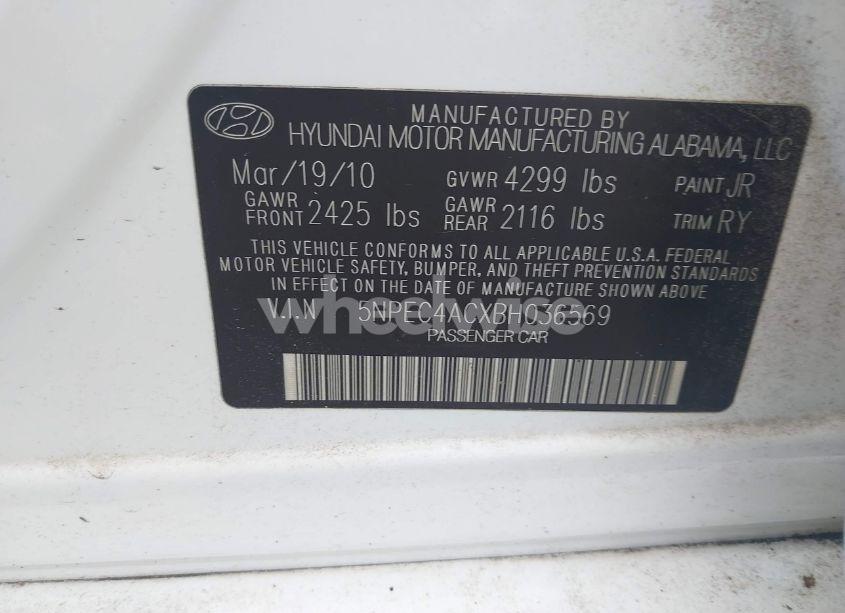 MANUFACTURED BY
HYUNDAI MOTOR MANUFACTURING ALABAMA, LLC
Mar/19/10 GVWR 4299 lbs PAINT JR
GAWR FRONT 2425 lbs GAWR REAR 2116 lbs TRIM RY
THIS VEHICLE CONFORMS TO ALL APPLICABLE U.S.A. FEDERAL
MOTOR VEHICLE SAFETY, BUMPER, AND THEFT PREVENTION STANDARDS
IN EFFECT ON THE DATE OF MANUFACTURE SHOWN ABOVE
V.I.N 5NPEC4ACXBH036569
PASSENGER CAR
wheelwise